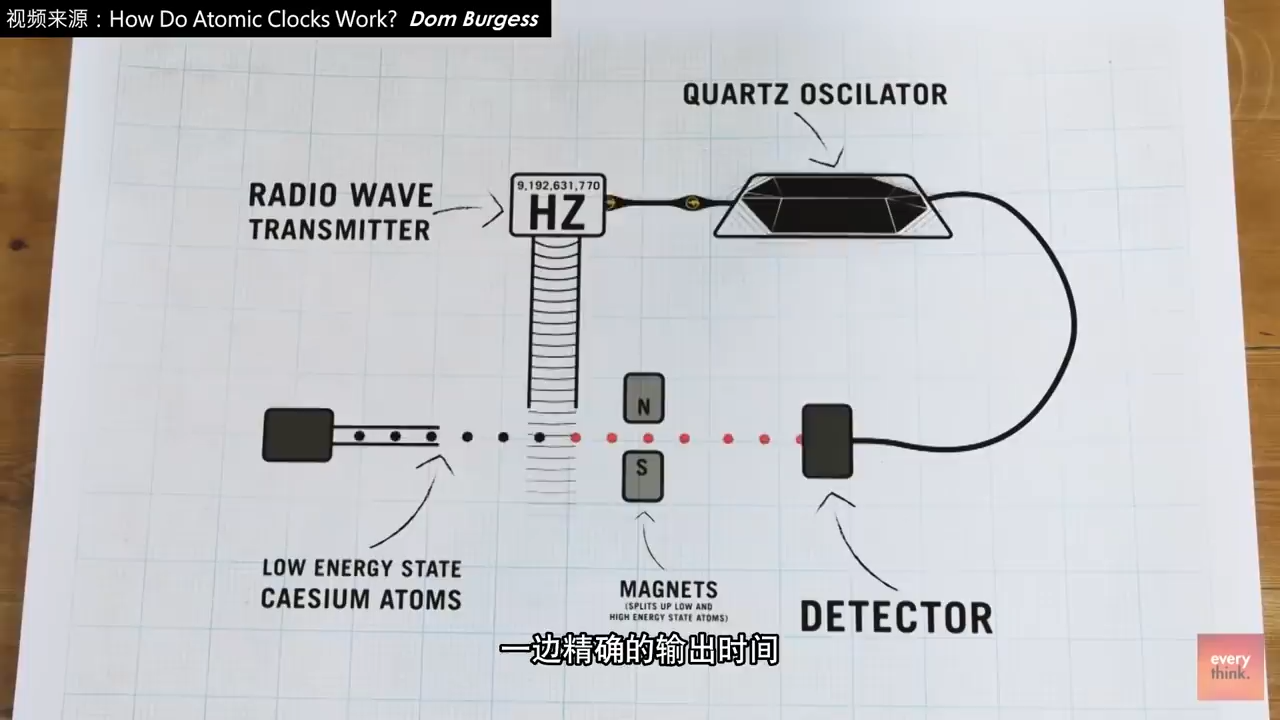 视频来源：How Do Atomic Clocks Work? Dom Burgess
QUARTZ OSCILATOR
RADIO WAVE
TRANSMITTER
9,192,631,770
HZ
N
S
LOW ENERGY STATE
CAESIUM ATOMS
MAGNETS
(SPLITS UP LOW AND
HIGH ENERGY STATE ATOMS)
DETECTOR
一边精确的输出时间
every
think.